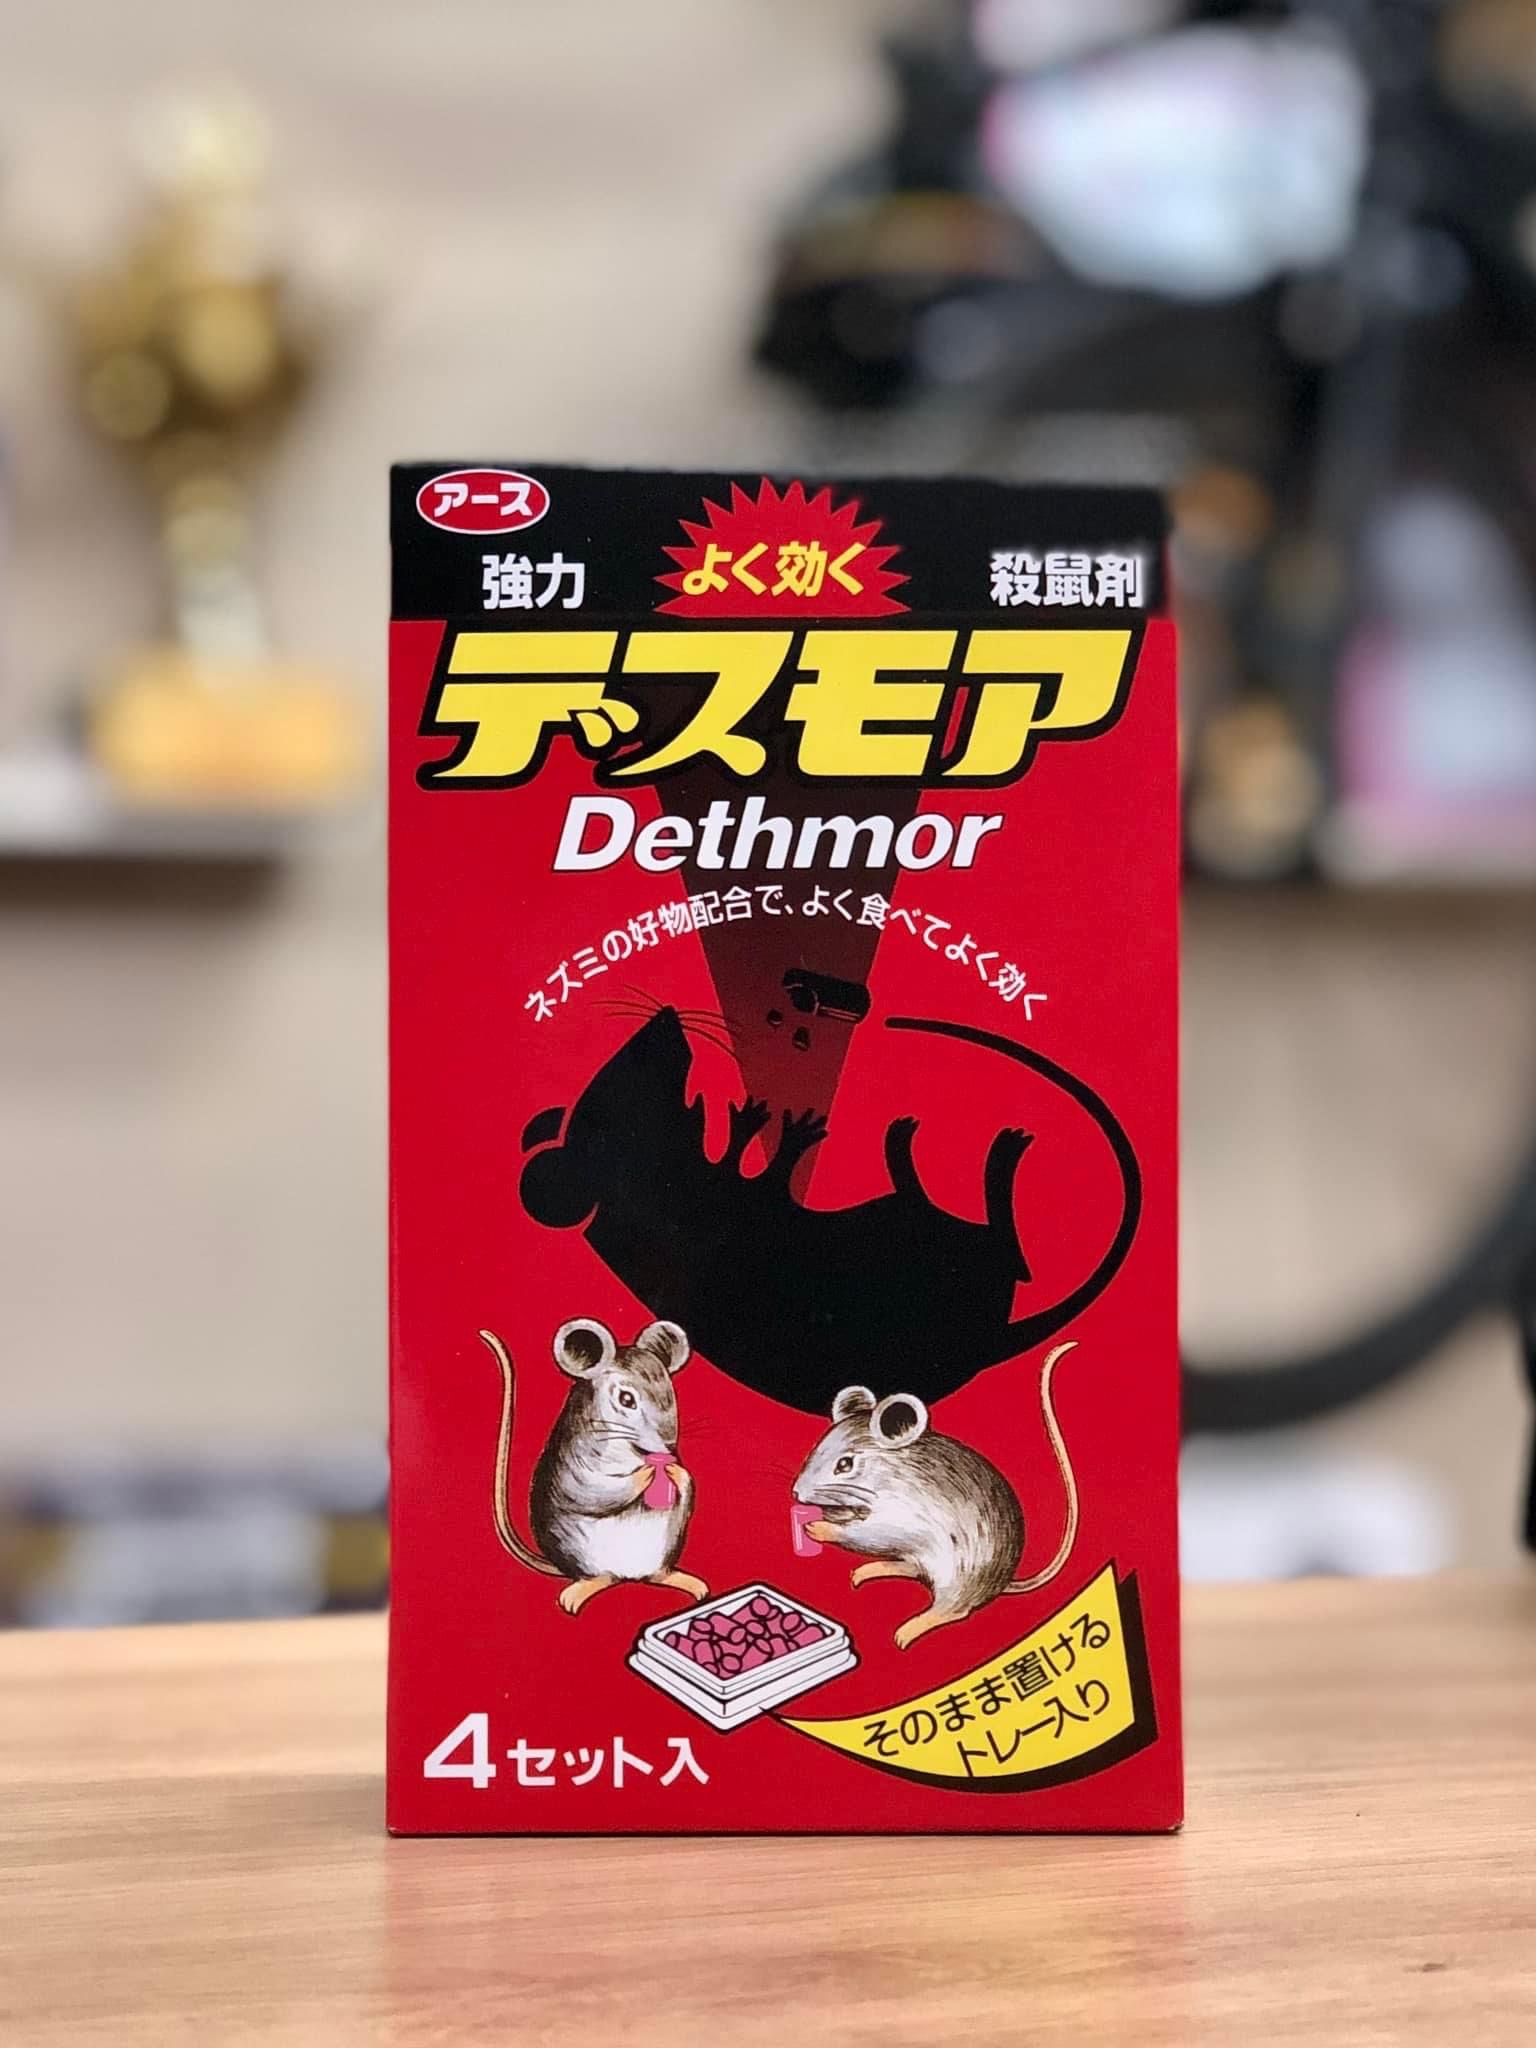 アース
強力
よく効く
殺鼠剤
デスモア
Dethmor
ネズミの好物配合で、よく食べてよく効く
そのまま置ける
トレー入り
4セット入